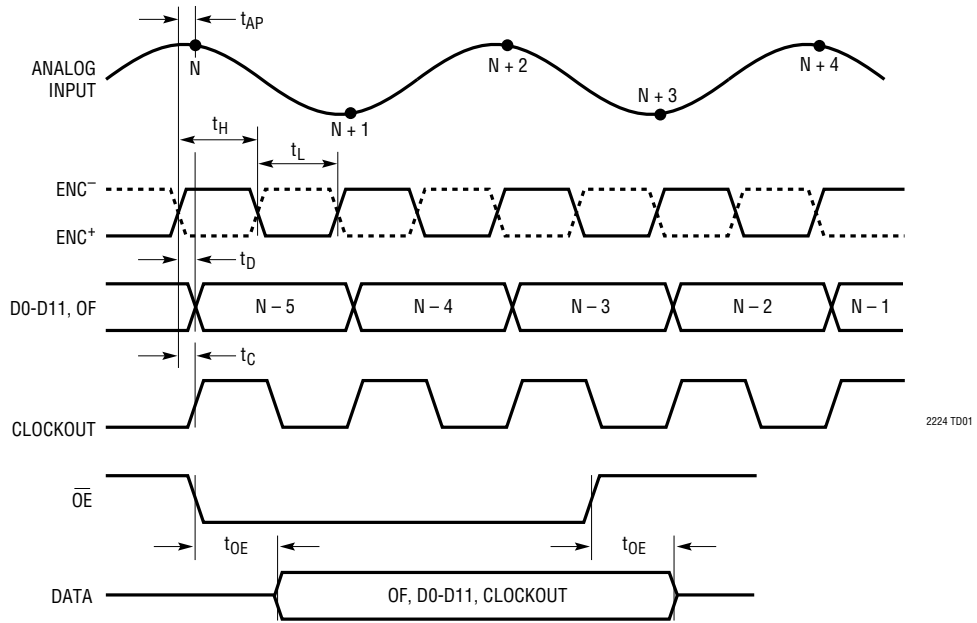 tAP
ANALOG
INPUT
N
N + 1
N + 2
N + 3
N + 4
tH
tL
ENC–
ENC+
tD
D0-D11, OF
N – 5
N – 4
N – 3
N – 2
N – 1
tC
CLOCKOUT
2224 TD01
OE
tOE
tOE
DATA
OF, D0-D11, CLOCKOUT